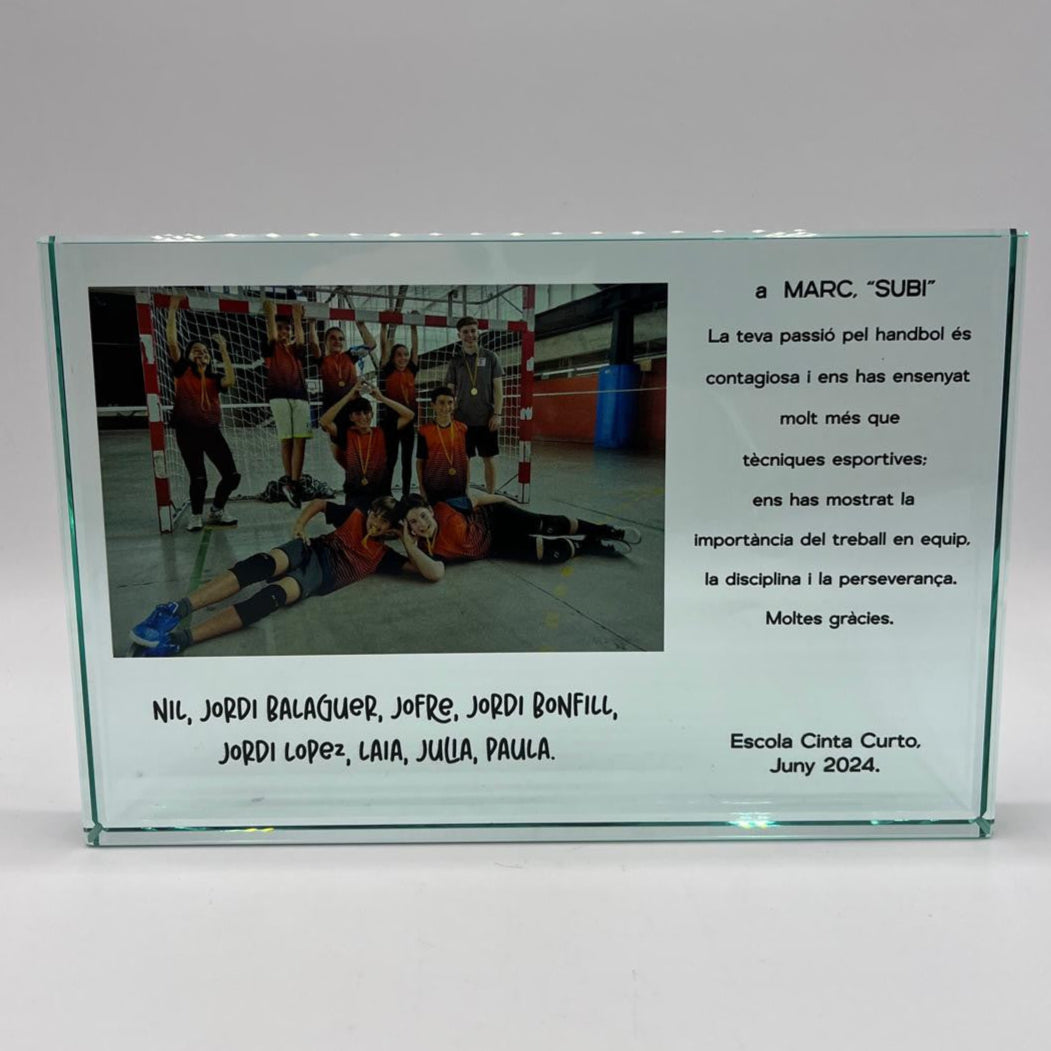 a MARC, "SUBI"
La teva passió pel handbol és
contagiosa i ens has ensenyat
molt més que
tècniques esportives;
ens has mostrat la
importància del treball en equip,
la disciplina i la perseverança.
Moltes gràcies.
NIL, JORDI BALAGUER, JOFRE, JORDI BONFILL,
JORDI LOPEZ, LAIA, JULIA, PAULA.
Escola Cinta Curto,
Juny 2024.